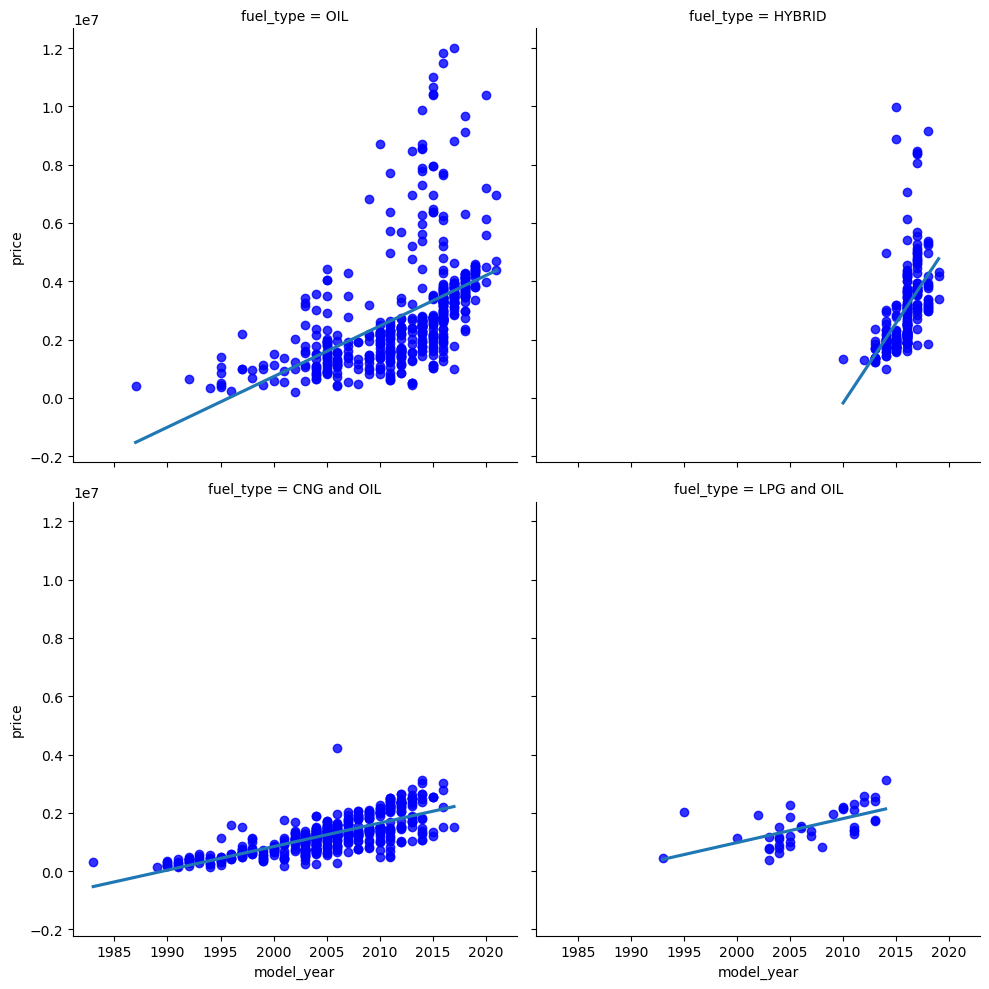 fuel_type = OIL
fuel_type = HYBRID
1e7
1.2
1.0
0.8
0.6
0.4
0.2
0.0
−0.2
price
fuel_type = CNG and OIL
fuel_type = LPG and OIL
1e7
1.2
1.0
0.8
0.6
0.4
0.2
0.0
−0.2
price
1985 1990 1995 2000 2005 2010 2015 2020
1985 1990 1995 2000 2005 2010 2015 2020
model_year
model_year